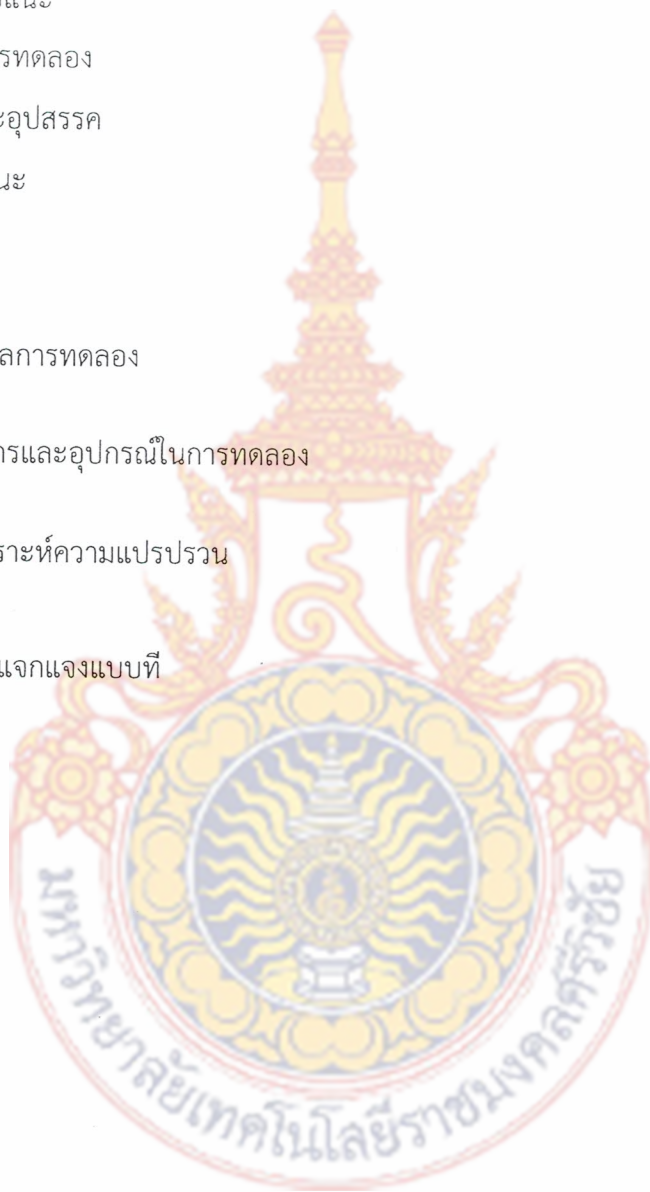 รทดลอง
ะอุปสรรค
นะ
ลการทดลอง
ารและอุปกรณ์ในการทดลอง
ราะห์ความแปรปรวน
แจกแจงแบบที
มหาวิทยาลัยเทคโนโลยีราชมงคลศรีวิชัย